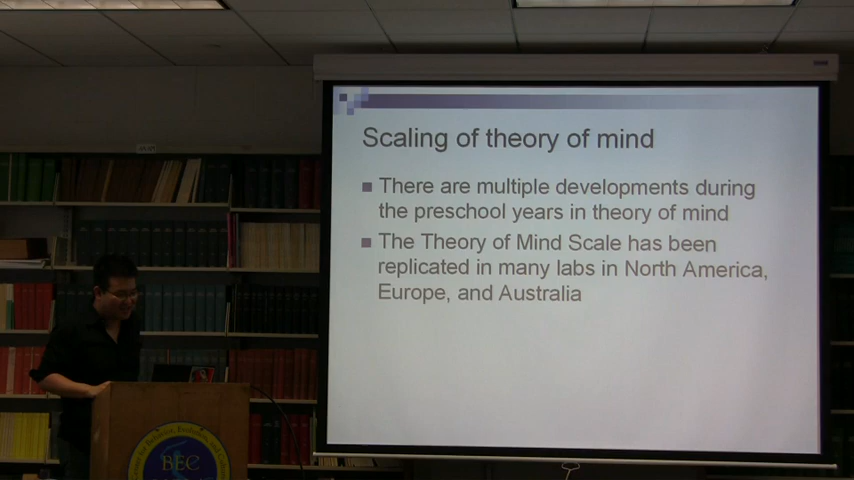 Scaling of theory of mind
There are multiple developments during
the preschool years in theory of mind
The Theory of Mind Scale has been
replicated in many labs in North America,
Europe, and Australia
BEC